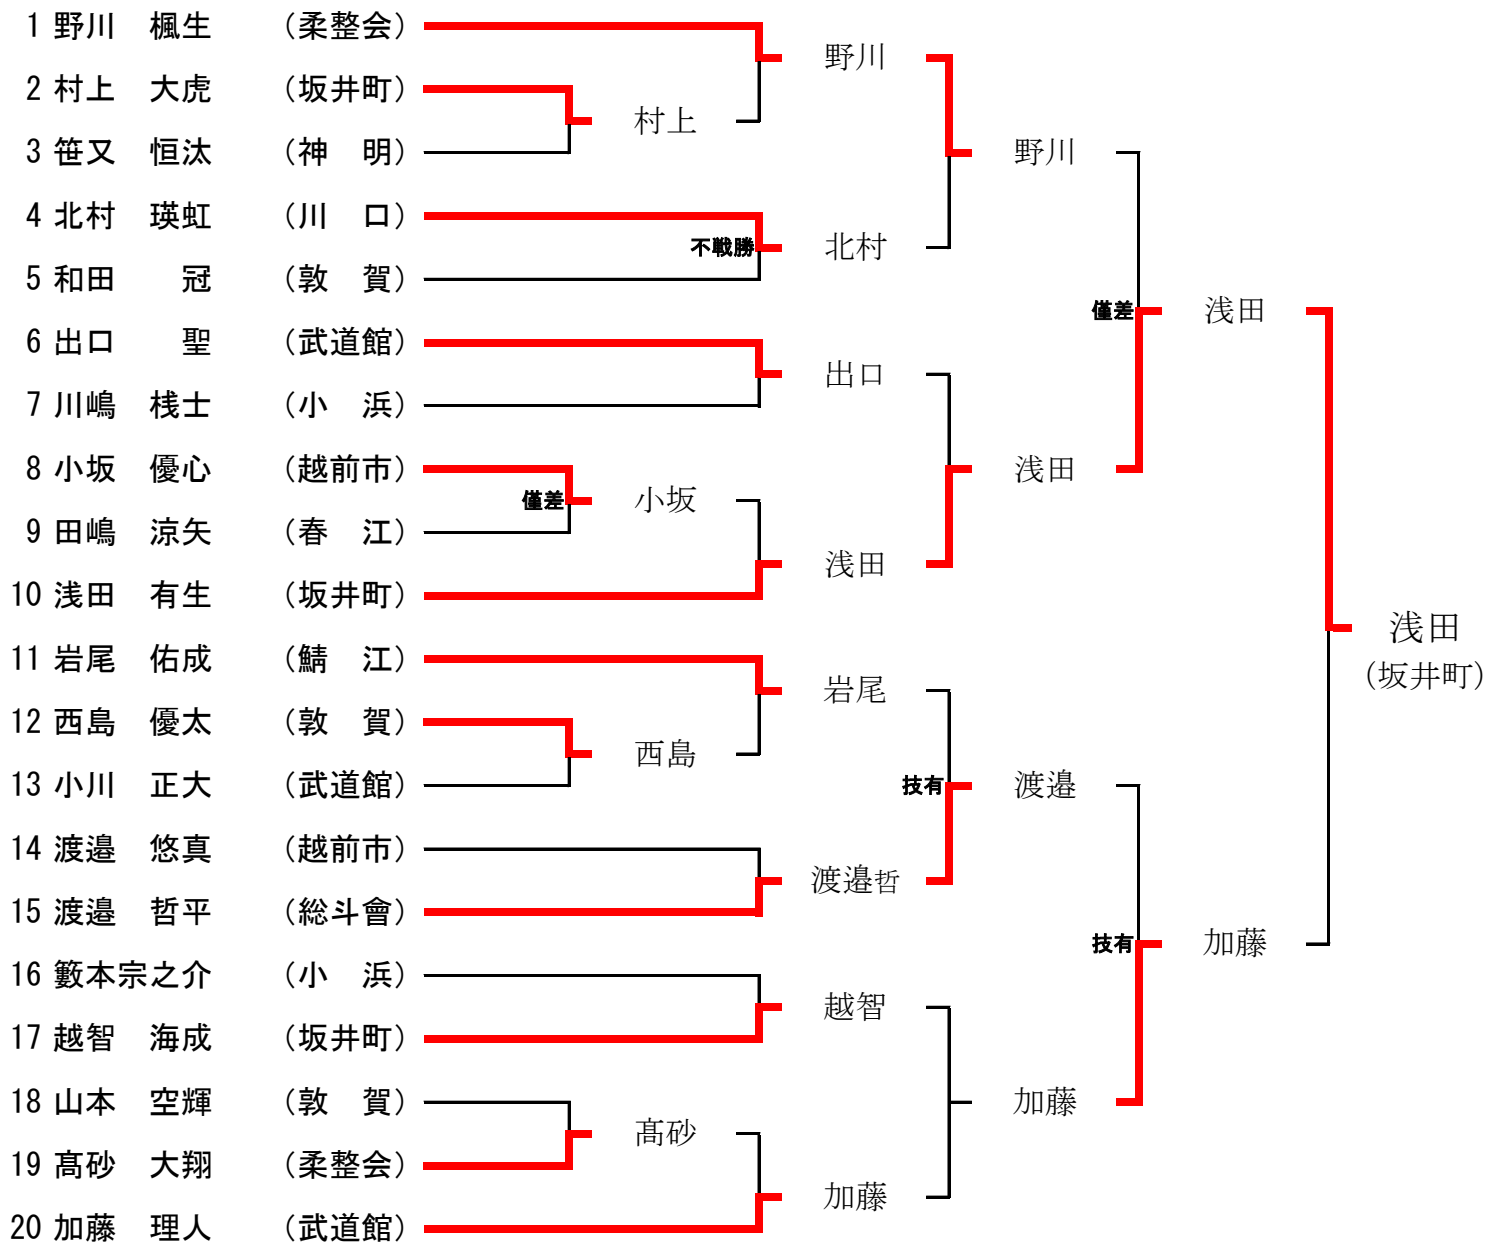 1 野川　楓生　（柔整会）
野川
2 村上　大虎　（坂井町）
村上
3 笹又　恒汰　（神　明）
野川
4 北村　瑛虹　（川　口）
不戦勝
北村
5 和田　　冠　（敦　賀）
僅差
浅田
6 出口　　聖　（武道館）
出口
7 川嶋　桟士　（小　浜）
8 小坂　優心　（越前市）
浅田
僅差
小坂
9 田嶋　涼矢　（春　江）
浅田
10 浅田　有生　（坂井町）
浅田
（坂井町）
11 岩尾　佑成　（鯖　江）
岩尾
12 西島　優太　（敦　賀）
西島
13 小川　正大　（武道館）
技有
渡邉
14 渡邉　悠真　（越前市）
渡邉哲
15 渡邉　哲平　（総斗會）
技有
加藤
16 籔本宗之介　（小　浜）
越智
17 越智　海成　（坂井町）
18 山本　空輝　（敦　賀）
加藤
髙砂
19 髙砂　大翔　（柔整会）
加藤
20 加藤　理人　（武道館）